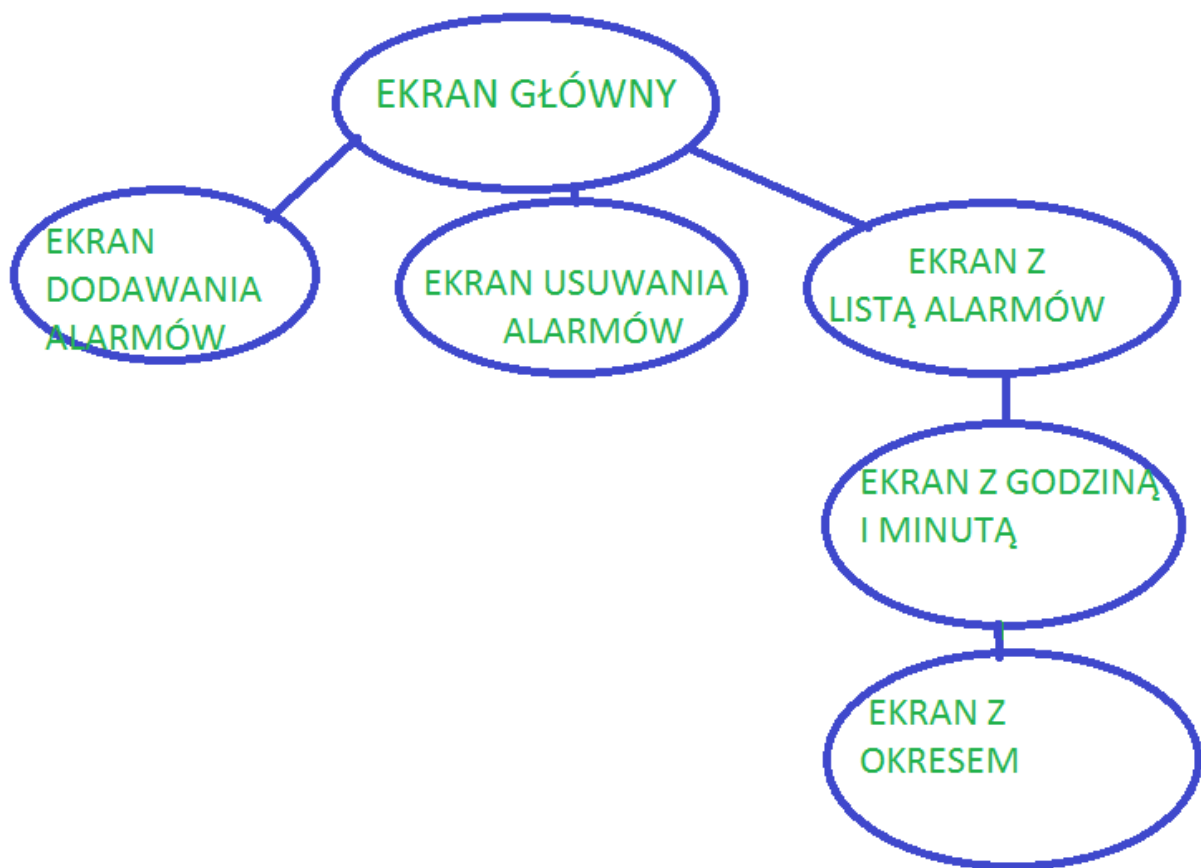 EKRAN GŁÓWNY
EKRAN
DODAWANIA
ALARMÓW
EKRAN USUWANIA
ALARMÓW
EKRAN Z
LISTĄ ALARMÓW
EKRAN Z GODZINĄ
I MINUTĄ
EKRAN Z
OKRESEM